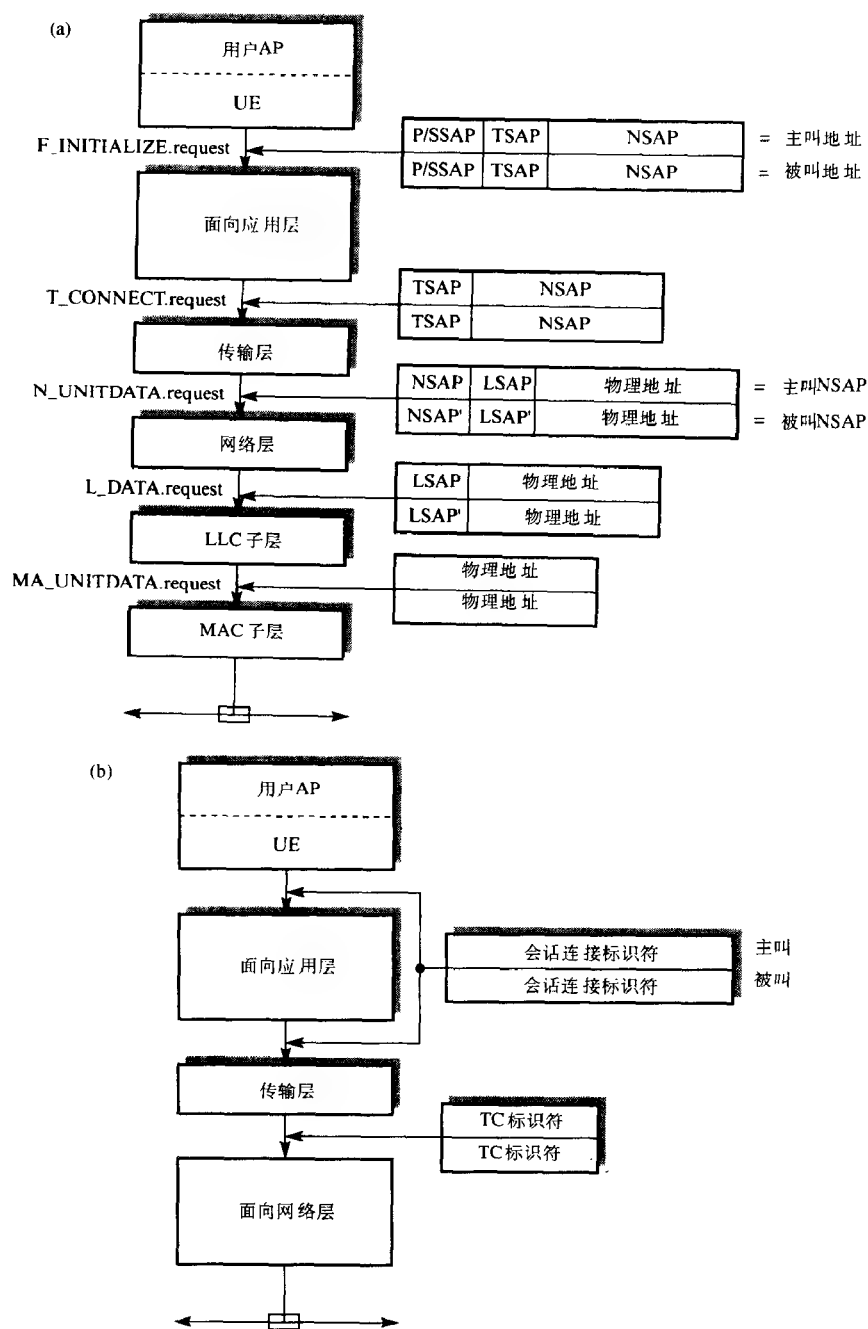 (a)
用户AP
UE
F_INITIALIZE.request
P/SSAP TSAP NSAP = 主叫地址
P/SSAP TSAP NSAP = 被叫地址
面向应用层
T_CONNECT.request
TSAP NSAP
TSAP NSAP
传输层
N_UNITDATA.request
NSAP LSAP 物理地址 = 主叫NSAP
NSAP' LSAP' 物理地址 = 被叫NSAP
网络层
L_DATA.request
LSAP 物理地址
LSAP' 物理地址
LLC 子层
MA_UNITDATA.request
物理地址
物理地址
MAC 子层
(b)
用户AP
UE
面向应用层
会话连接标识符 主叫
会话连接标识符 被叫
传输层
TC标识符
TC标识符
面向网络层